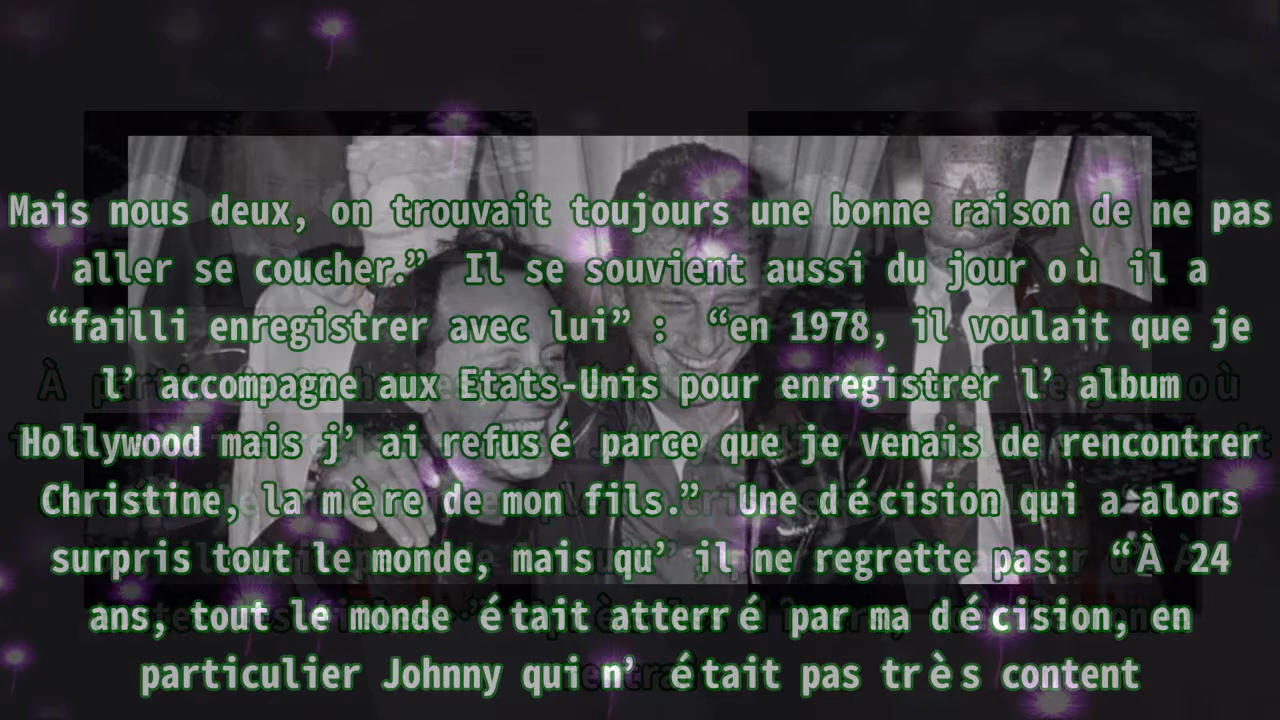 Mais nous deux, on trouvait toujours une bonne raison de ne pas
aller se coucher.” Il se souvient aussi du jour où il a
“failli enregistrer avec lui” : “en 1978, il voulait que je
l’ accompagne aux Etats-Unis pour enregistrer l’ album
Hollywood mais j’ ai refusé parce que je venais de rencontrer
Christine, la mère de mon fils.” Une décision qui a alors
surpris tout le monde, mais qu’ il ne regrette pas: “À 24
ans, tout le monde était atterré par ma décision, en
particulier Johnny qui n’ était pas très content